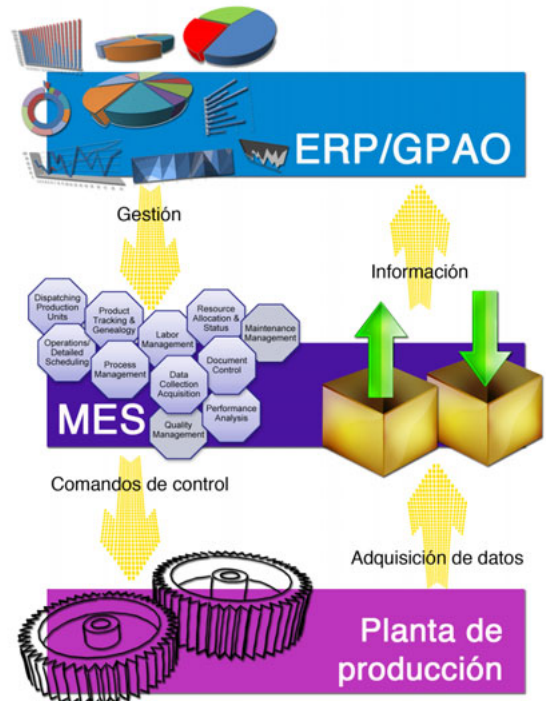 ERP/GPAO
Gestión
Información
Dispatching
Production
Units
Product
Tracking &
Genealogy
Labor
Management
Resource
Allocation &
Status
Maintenance
Management
Operations/
Detailed
Scheduling
Process
Management
Data
Collection
Acquisition
Document
Control
Quality
Management
Performance
Analysis
MES
Comandos de control
Adquisición de datos
Planta de
producción